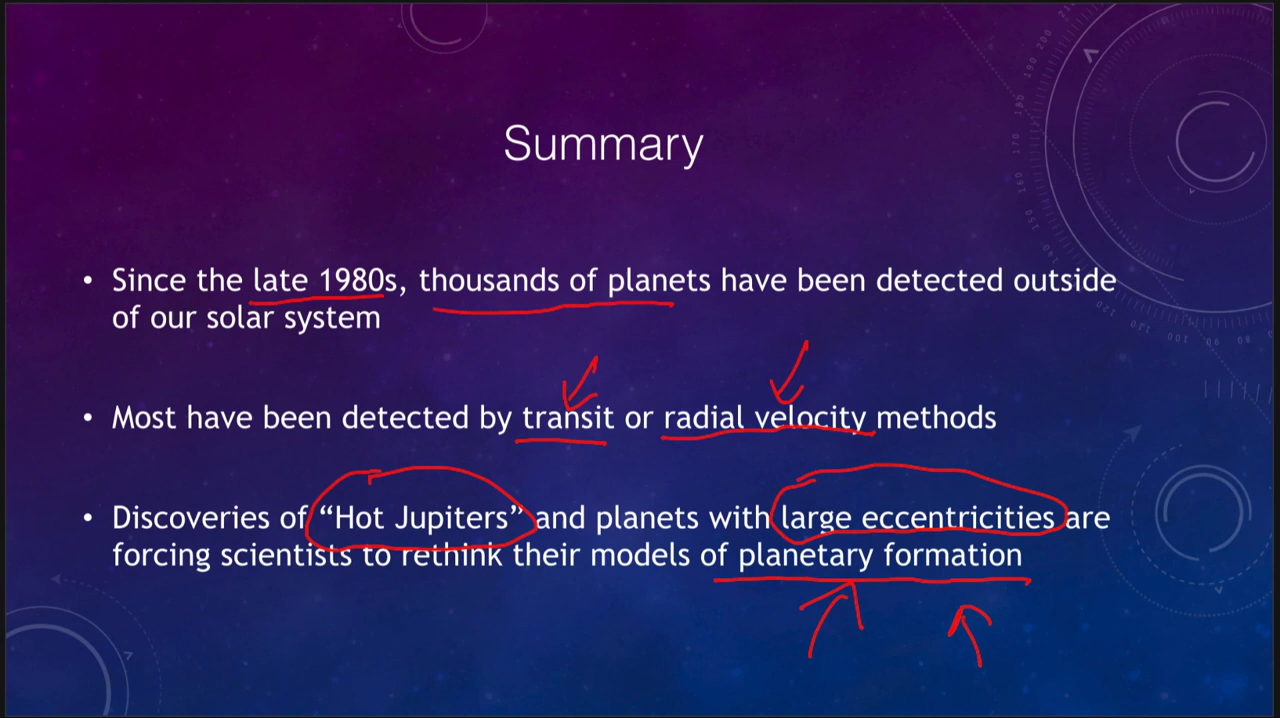 Summary
• Since the late 1980s, thousands of planets have been detected outside
of our solar system
• Most have been detected by transit or radial velocity methods
• Discoveries of “Hot Jupiters” and planets with large eccentricities are
forcing scientists to rethink their models of planetary formation